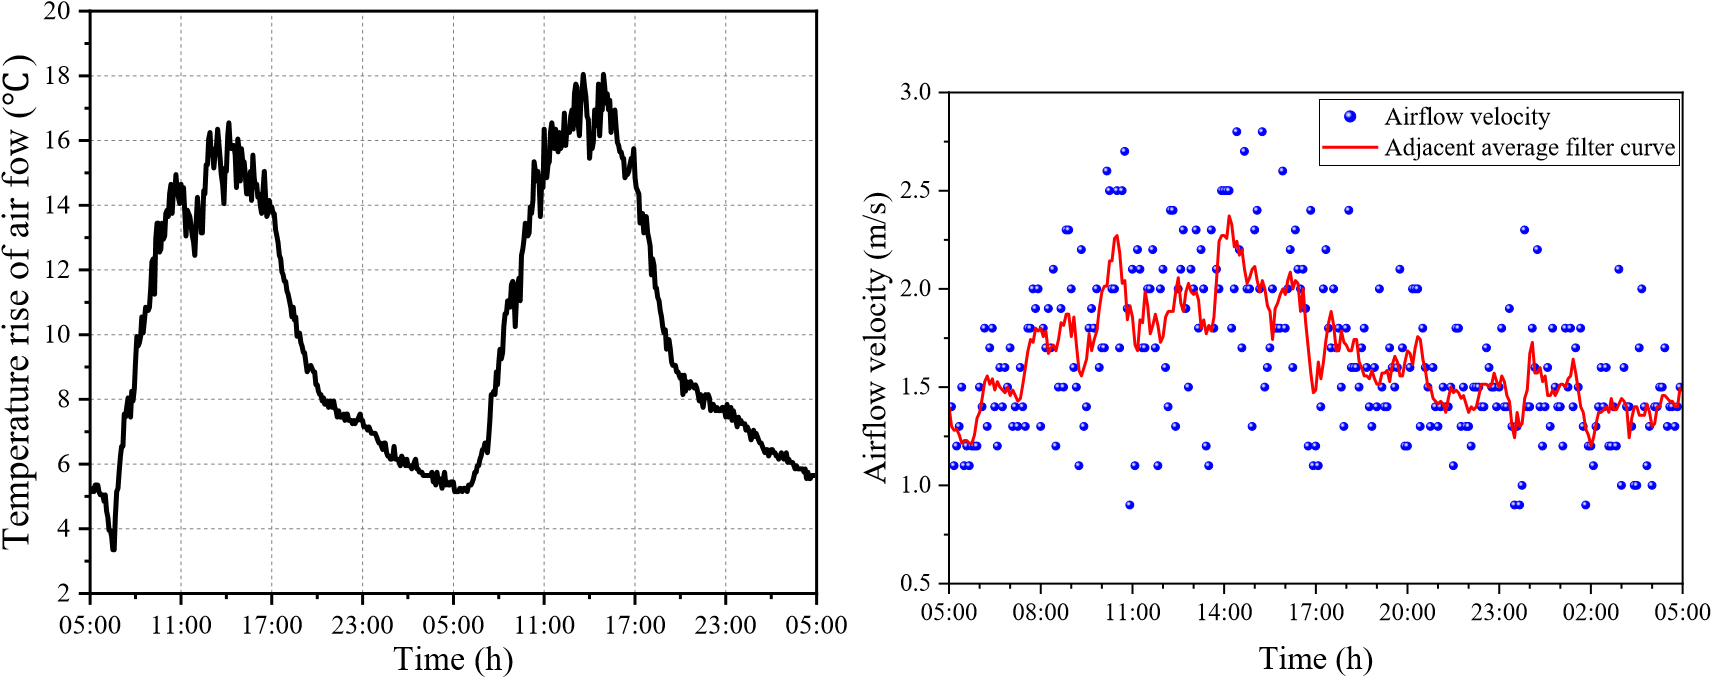 Temperature rise of air fow (℃)
20
18
16
14
12
10
8
6
4
2
05:00 11:00 17:00 23:00 05:00 11:00 17:00 23:00 05:00
Time (h)
Airflow velocity (m/s)
3.0
2.5
2.0
1.5
1.0
0.5
Airflow velocity
Adjacent average filter curve
05:00 08:00 11:00 14:00 17:00 20:00 23:00 02:00 05:00
Time (h)